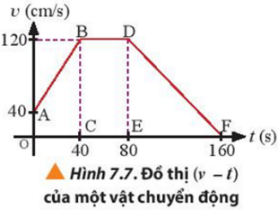 v (cm/s)
120
B
D
40
A
O
C
E
F
t (s)
40
80
160
Hình 7.7. Đồ thị (v – t)
của một vật chuyển động